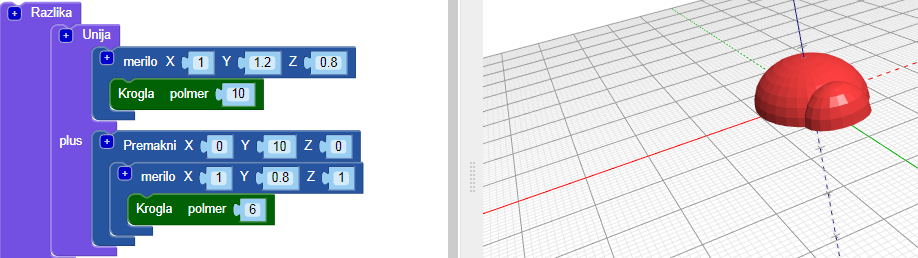 + Razlika
+ Unija
+ merilo X 1 Y 1.2 Z 0.8
Krogla polmer 10
plus + Premakni X 0 Y 10 Z 0
+ merilo X 1 Y 0.8 Z 1
Krogla polmer 6